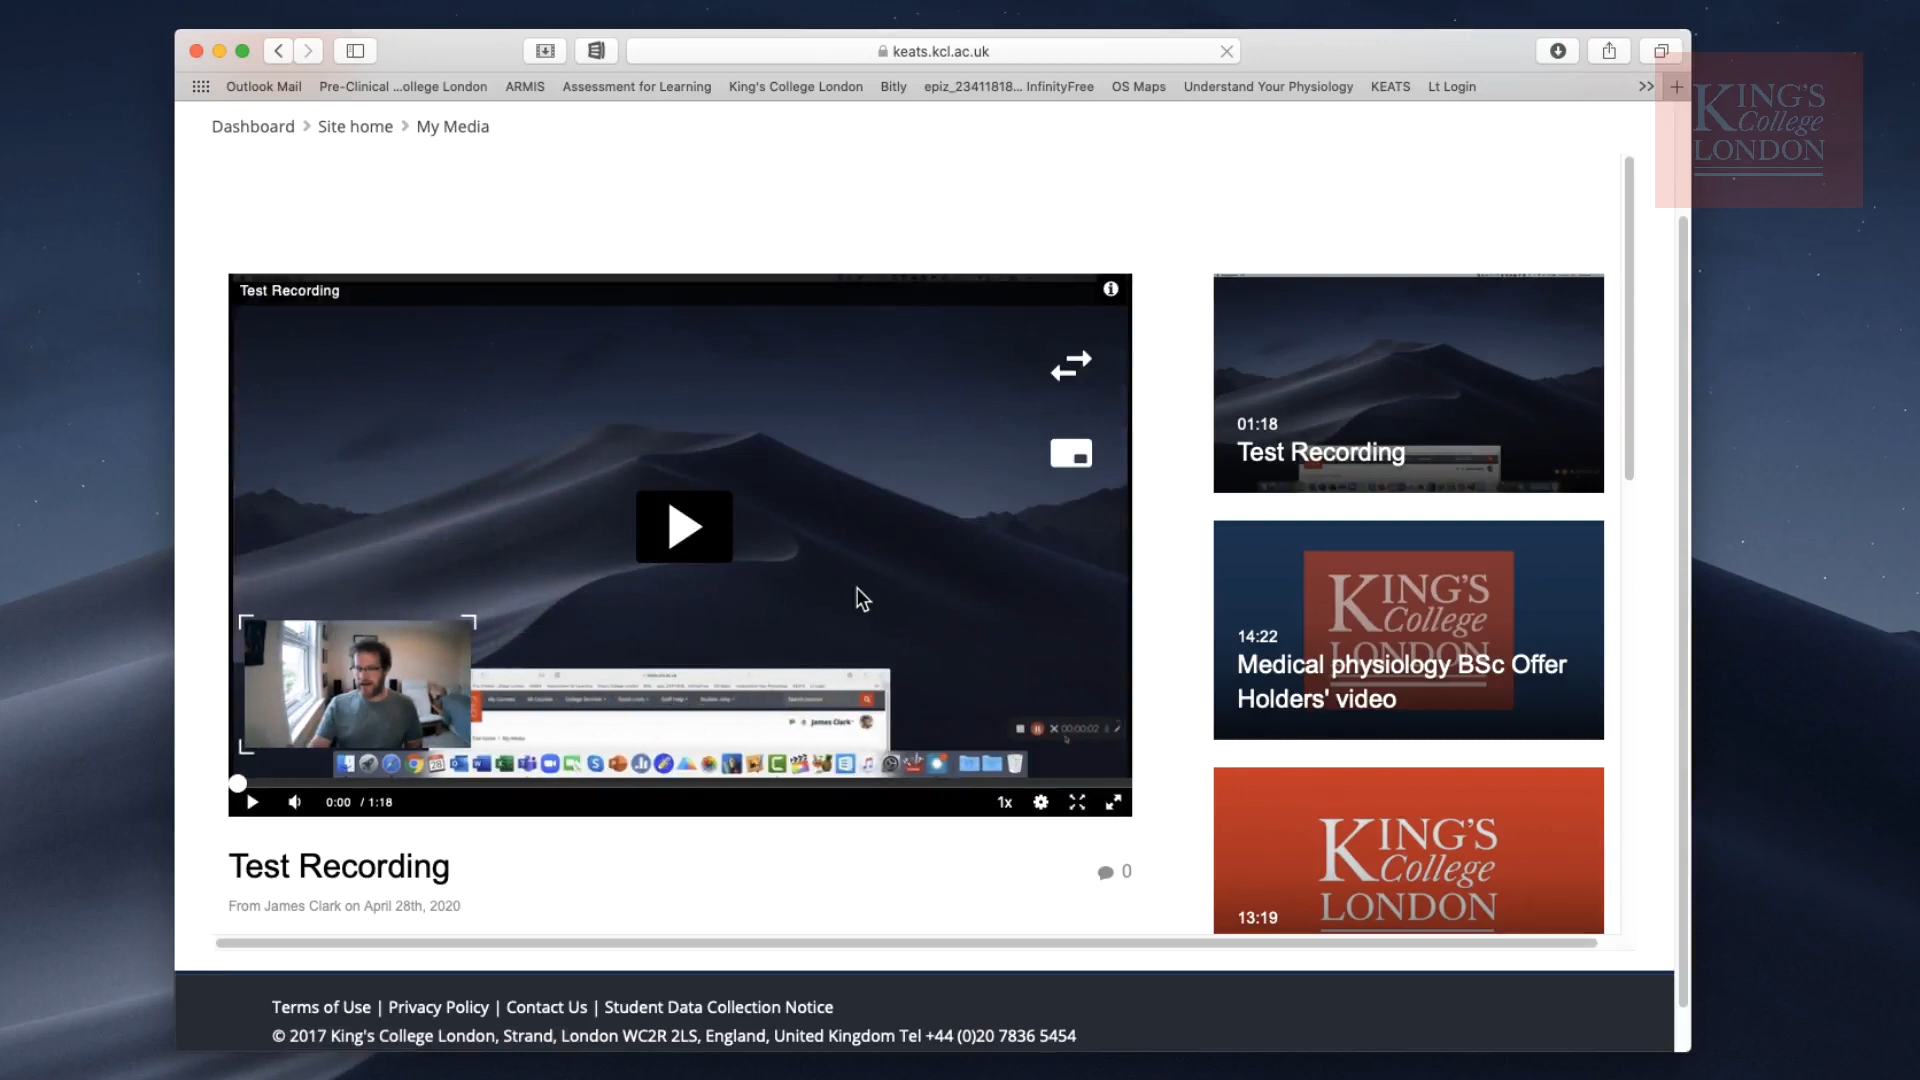 keats.kcl.ac.uk
Outlook Mail Pre-Clinical ...ollege London ARMIS Assessment for Learning King's College London Bitly epiz_23411818... InfinityFree OS Maps Understand Your Physiology KEATS Lt Login
KING'S
College
LONDON
Dashboard > Site home > My Media
Test Recording
James Clark
00:00:02
0:00 / 1:18
1x
Test Recording
0
From James Clark on April 28th, 2020
01:18
Test Recording
KING'S
College
LONDON
14:22
Medical physiology BSc Offer
Holders' video
KING'S
College
LONDON
13:19
Terms of Use | Privacy Policy | Contact Us | Student Data Collection Notice
© 2017 King's College London, Strand, London WC2R 2LS, England, United Kingdom Tel +44 (0)20 7836 5454